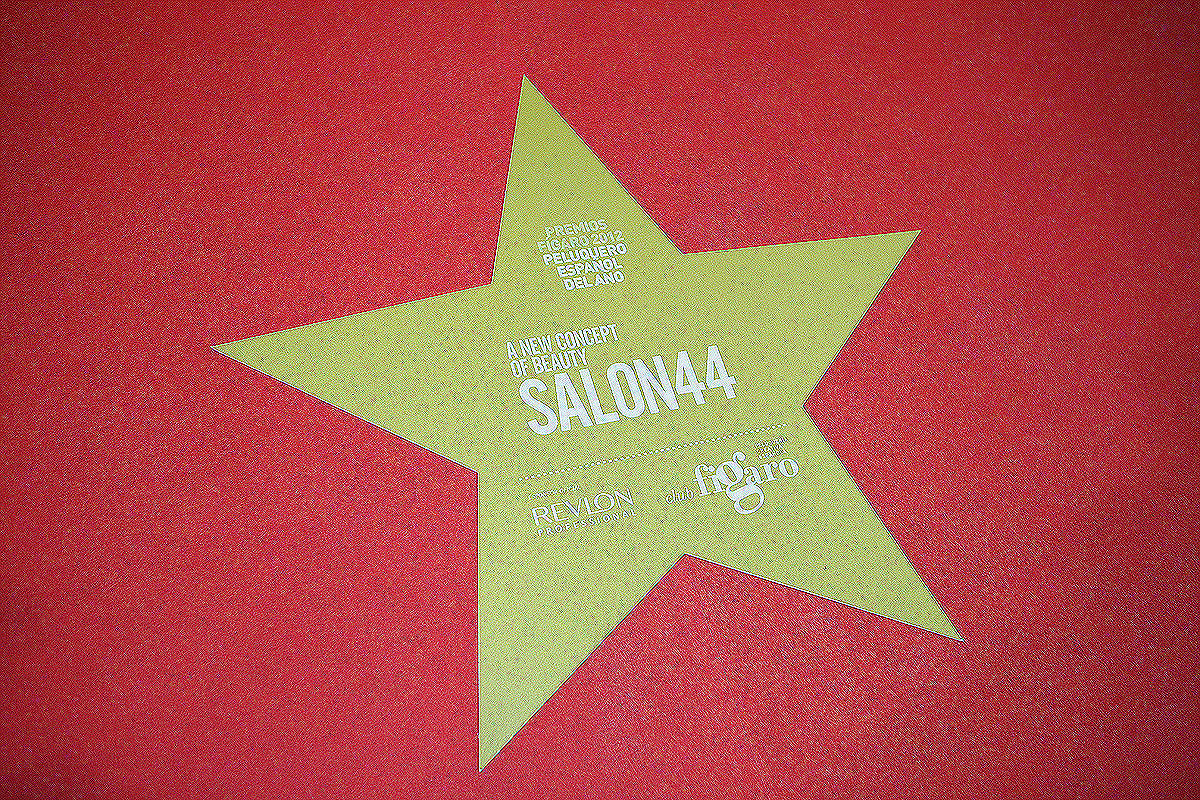 PREMIOS
FIGARO 2012
PELUQUERO
ESPAÑOL
DEL AÑO
A NEW CONCEPT
OF BEAUTY
SALON44
REVLON
PROFESSIONAL
club figaro